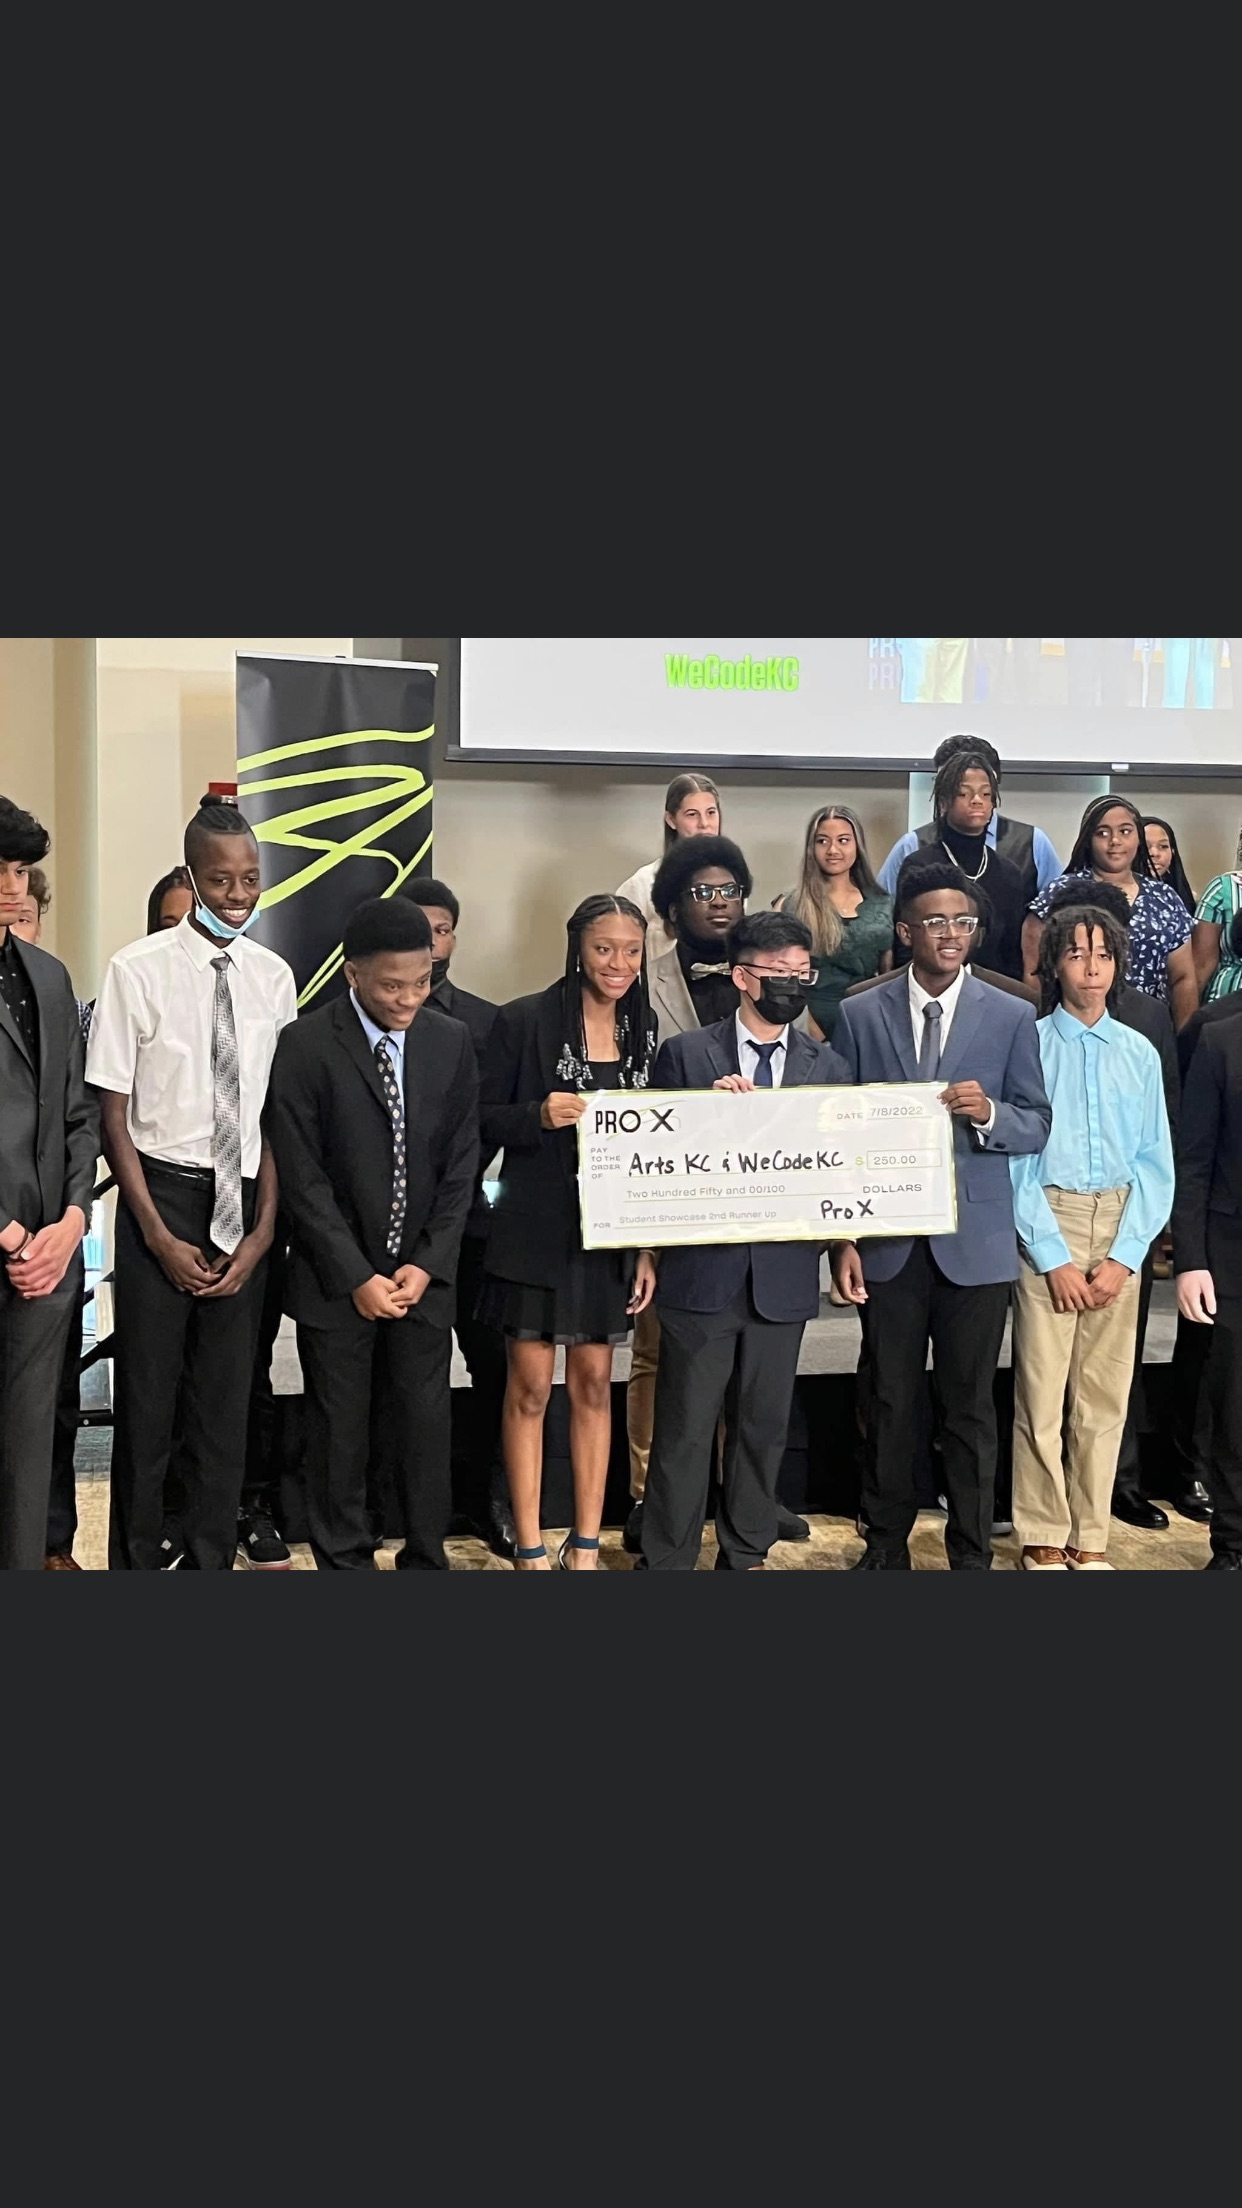 WeCodeKC
PRO X
DATE 7/8/2022
PAY
TO THE
ORDER
OF
Arts KC & WeCodeKC $ 250.00
Two Hundred Fifty and 00/100 DOLLARS
FOR Student Showcase 2nd Runner Up
Pro X